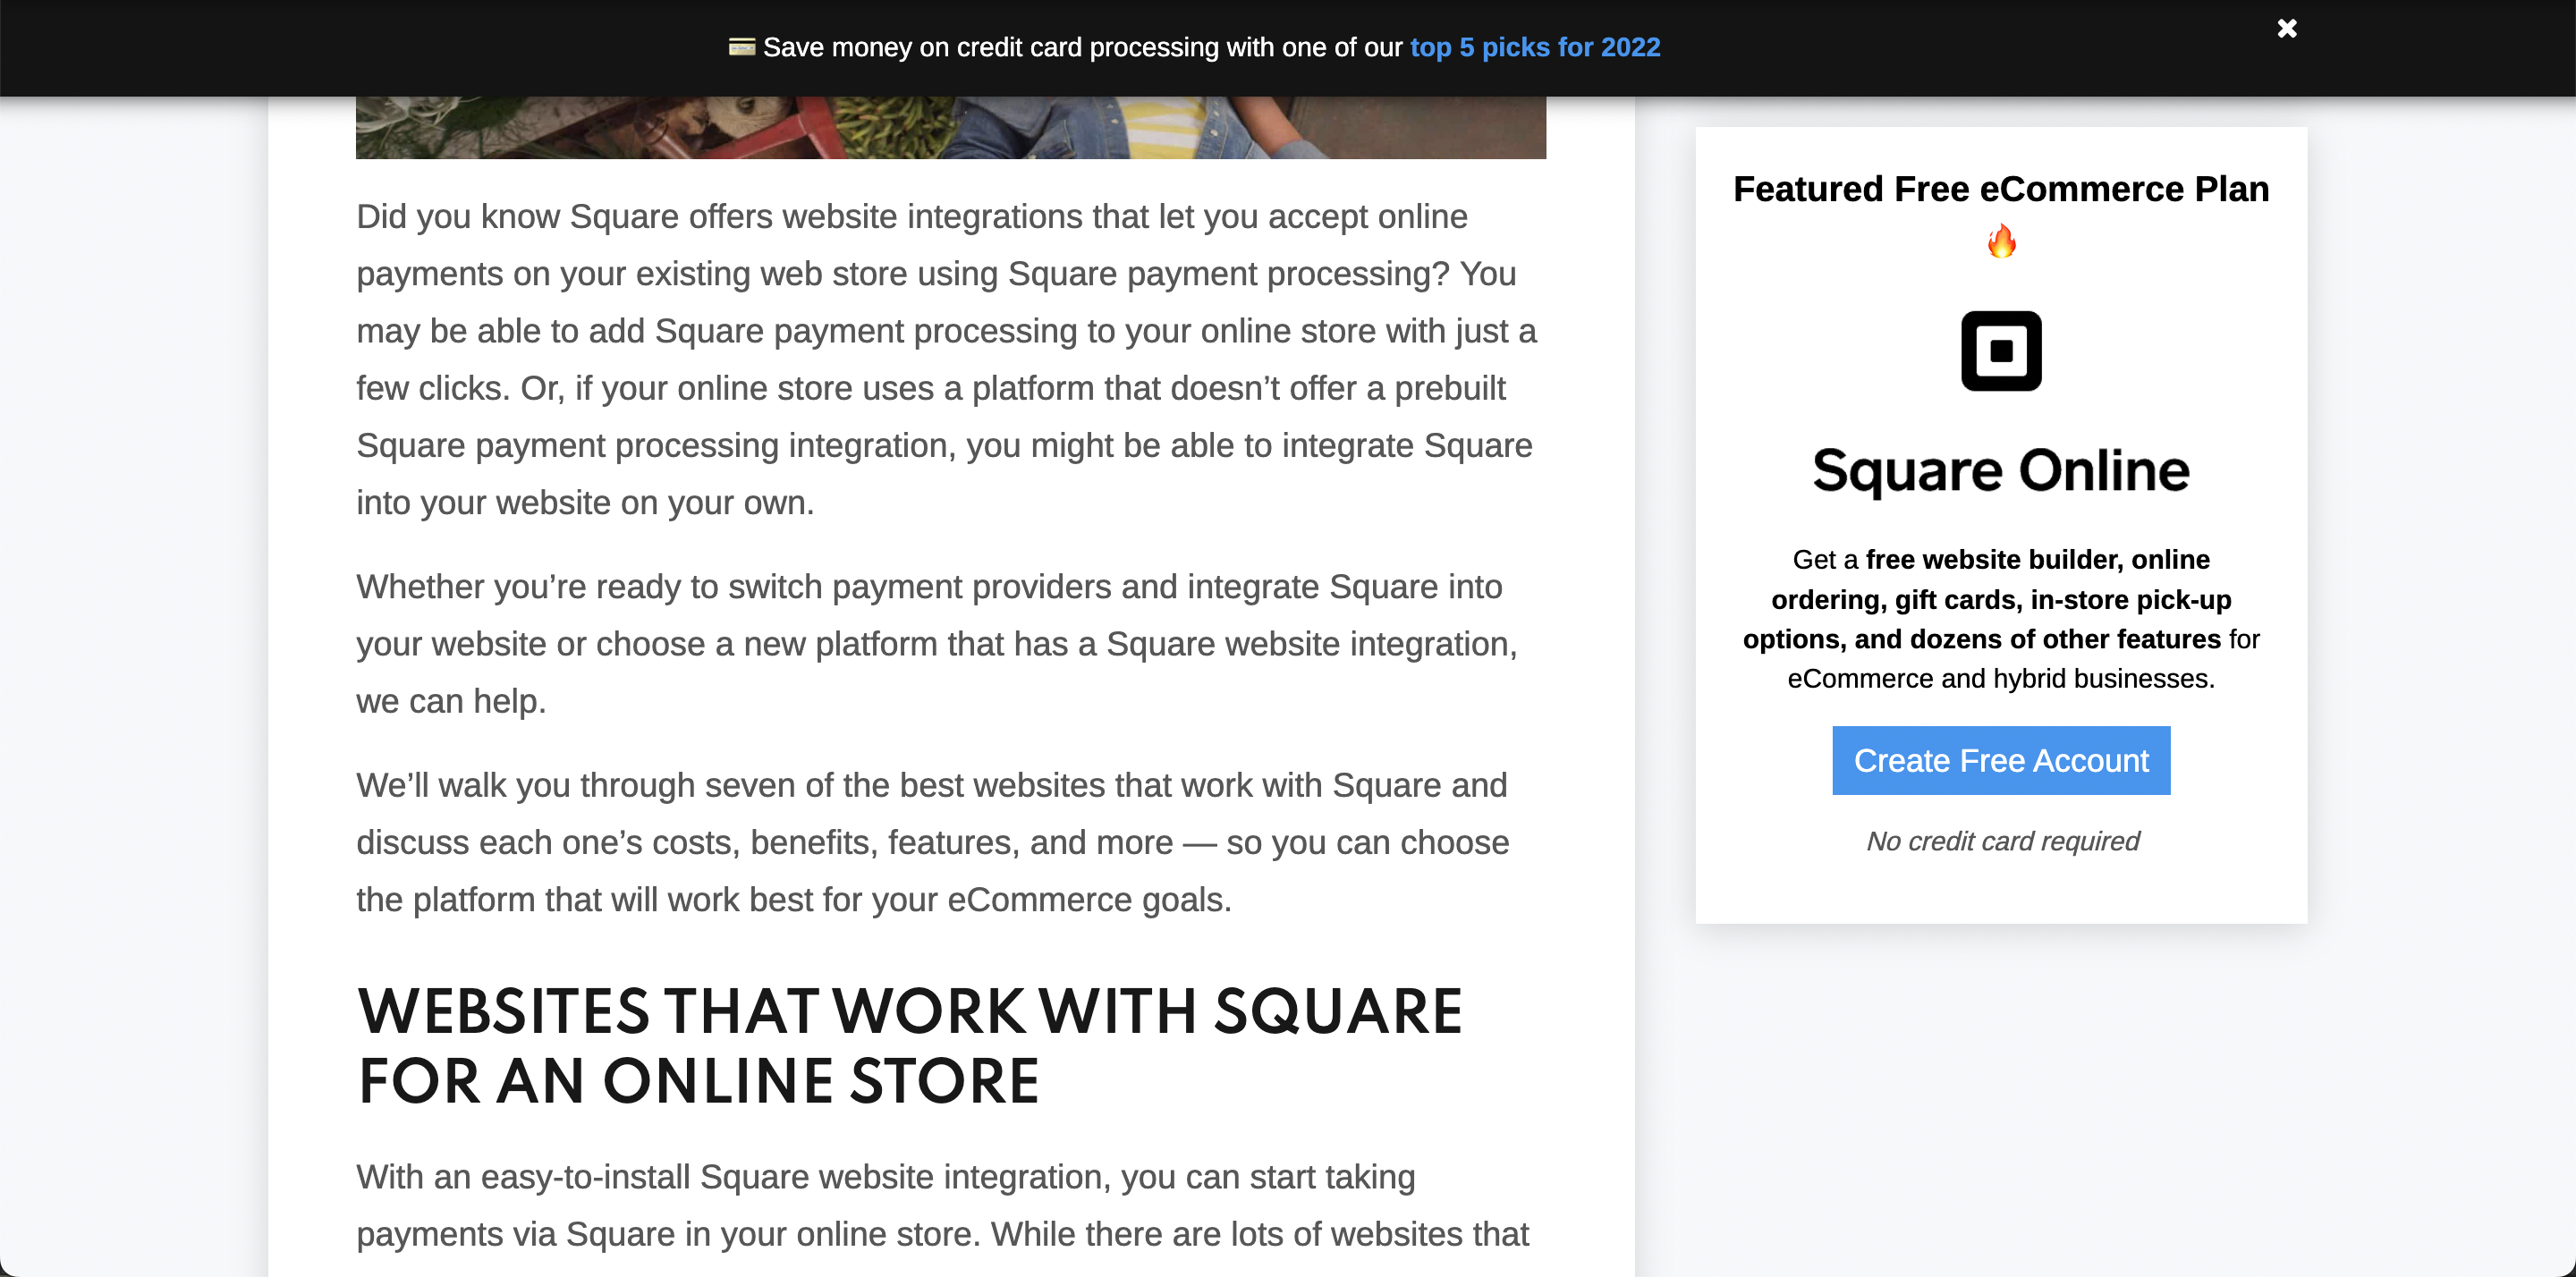 Save money on credit card processing with one of our top 5 picks for 2022
Did you know Square offers website integrations that let you accept online
payments on your existing web store using Square payment processing? You
may be able to add Square payment processing to your online store with just a
few clicks. Or, if your online store uses a platform that doesn’t offer a prebuilt
Square payment processing integration, you might be able to integrate Square
into your website on your own.
Whether you’re ready to switch payment providers and integrate Square into
your website or choose a new platform that has a Square website integration,
we can help.
We’ll walk you through seven of the best websites that work with Square and
discuss each one’s costs, benefits, features, and more — so you can choose
the platform that will work best for your eCommerce goals.
WEBSITES THAT WORK WITH SQUARE
FOR AN ONLINE STORE
With an easy-to-install Square website integration, you can start taking
payments via Square in your online store. While there are lots of websites that
Featured Free eCommerce Plan
Square Online
Get a free website builder, online
ordering, gift cards, in-store pick-up
options, and dozens of other features for
eCommerce and hybrid businesses.
Create Free Account
No credit card required